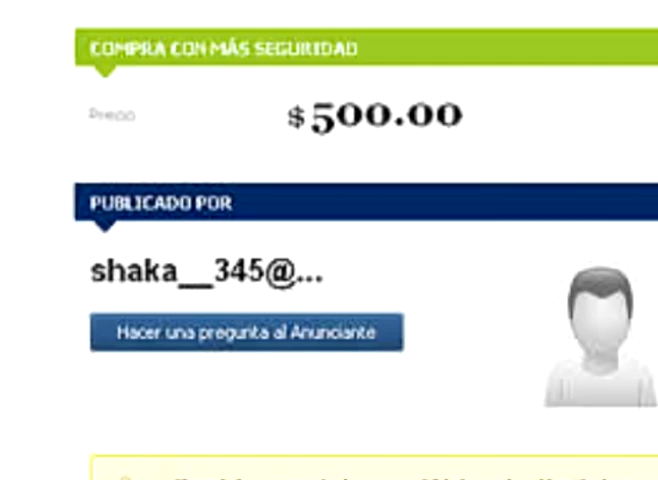 COMPRA CON MÁS SEGURIDAD
Precio
$500.00
PUBLICADO POR
shaka__345@...
Hacer una pregunta al Anunciante